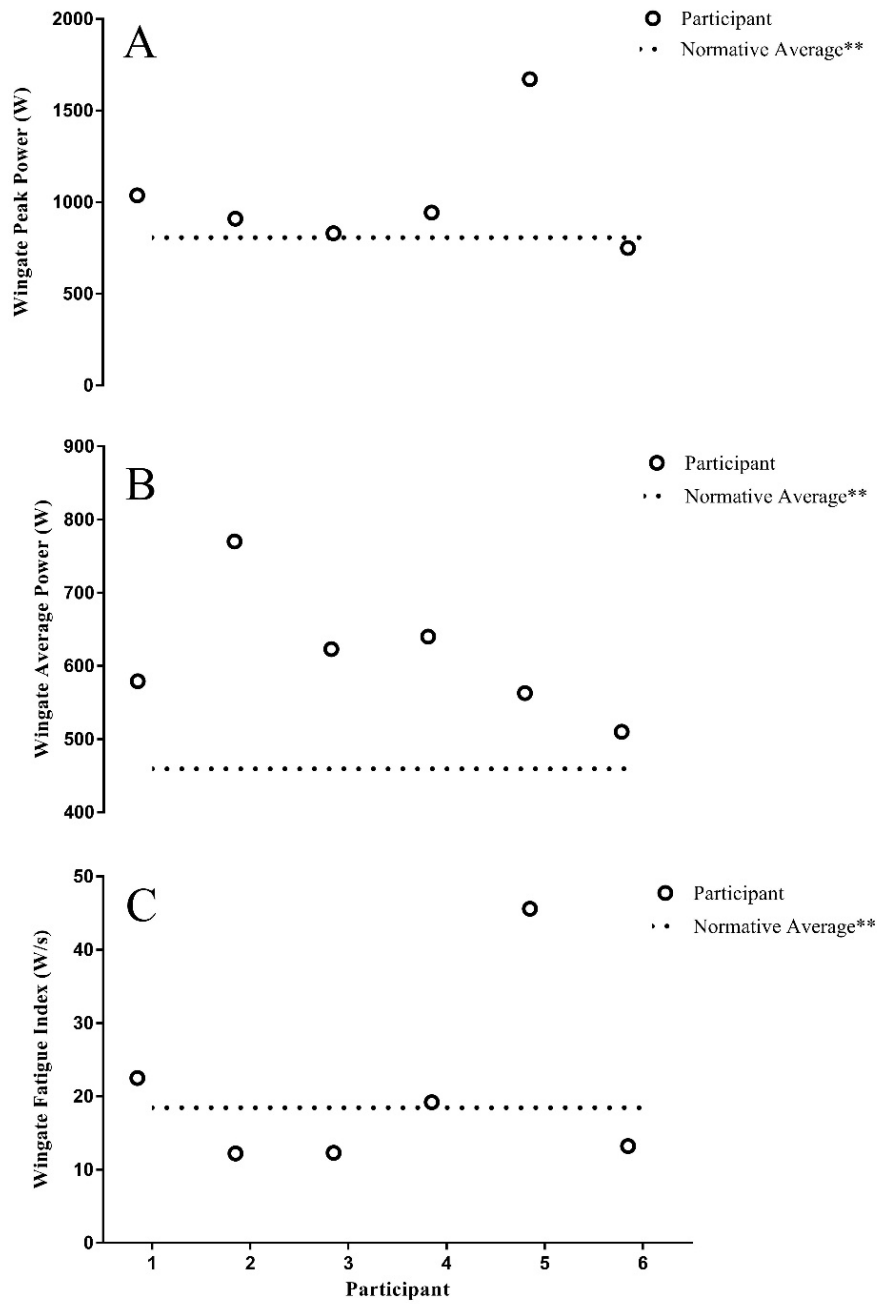 A
Participant
Normative Average**
Wingate Peak Power (W)
2000
1500
1000
500
0
B
Participant
Normative Average**
Wingate Average Power (W)
900
800
700
600
500
400
C
Participant
Normative Average**
Wingate Fatigue Index (W/s)
50
40
30
20
10
0
1 2 3 4 5 6
Participant